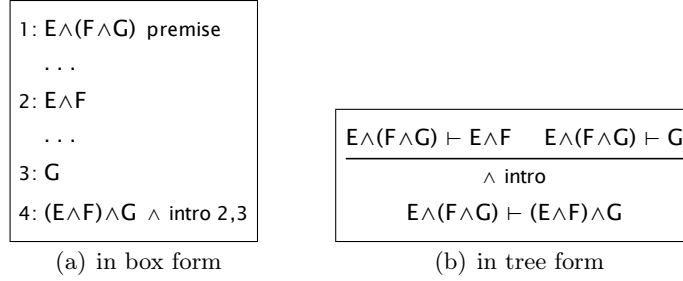 1: E∧(F∧G) premise
. . .
2: E∧F
. . .
3: G
4: (E∧F)∧G ∧ intro 2,3
(a) in box form
E∧(F∧G) ⊢ E∧F E∧(F∧G) ⊢ G
∧ intro
E∧(F∧G) ⊢ (E∧F)∧G
(b) in tree form